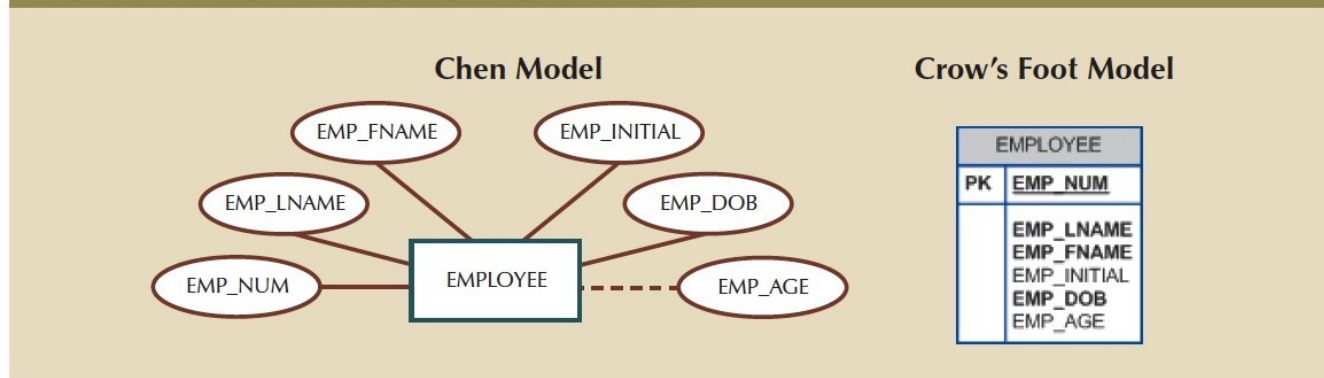 Chen Model
EMP_FNAME
EMP_INITIAL
EMP_LNAME
EMP_DOB
EMP_NUM
EMPLOYEE
EMP_AGE
Crow's Foot Model
EMPLOYEE
PK EMP_NUM
EMP_LNAME
EMP_FNAME
EMP_INITIAL
EMP_DOB
EMP_AGE